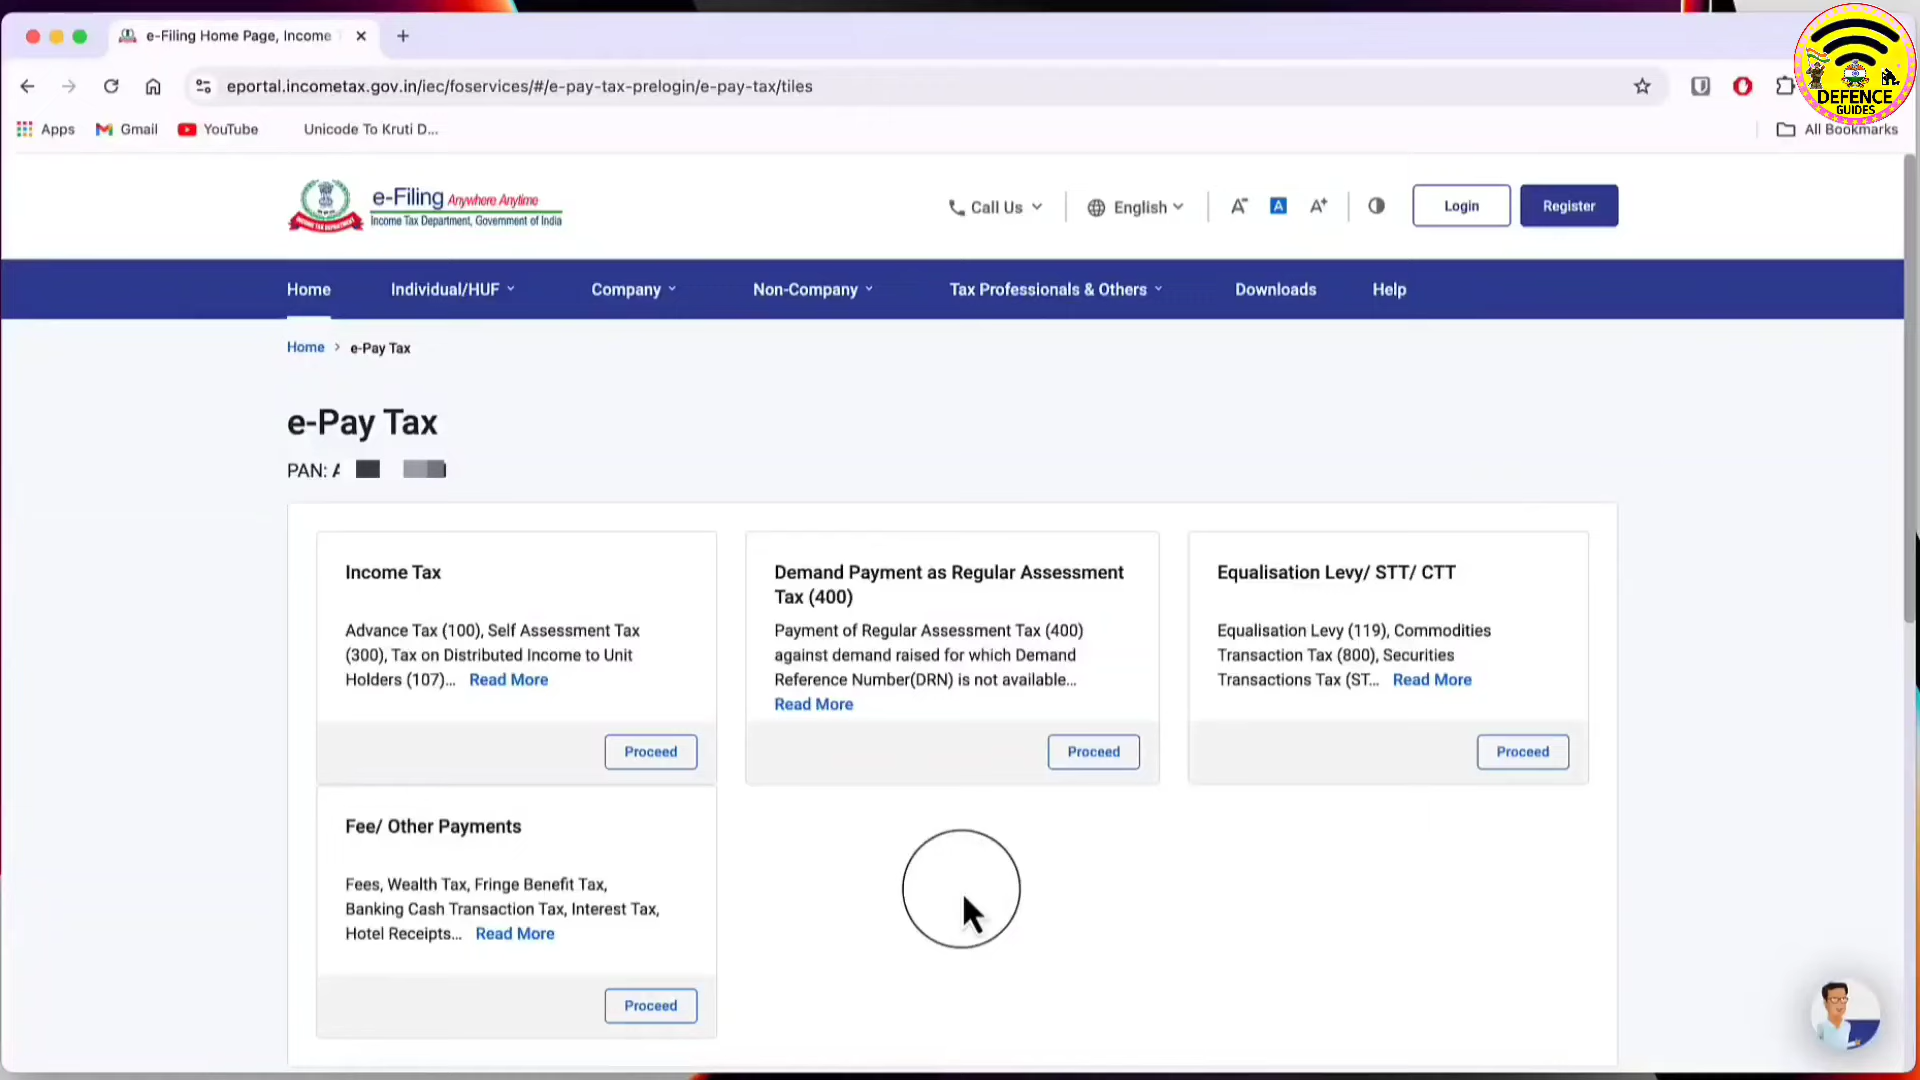 e-Filing Home Page, Income
eportal.incometax.gov.in/iec/foservices/#/e-pay-tax-prelogin/e-pay-tax/tiles
DEFENCE
GUIDES
Apps
Gmail
YouTube
Unicode To Kruti D...
All Bookmarks
e-Filing Anywhere Anytime
Income Tax Department, Government of India
Call Us
English
A-
A
A+
Login
Register
Home
Individual/HUF
Company
Non-Company
Tax Professionals & Others
Downloads
Help
Home > e-Pay Tax
e-Pay Tax
PAN: A
Income Tax
Advance Tax (100), Self Assessment Tax
(300), Tax on Distributed Income to Unit
Holders (107)... Read More
Proceed
Demand Payment as Regular Assessment
Tax (400)
Payment of Regular Assessment Tax (400)
against demand raised for which Demand
Reference Number(DRN) is not available...
Read More
Proceed
Equalisation Levy/ STT/ CTT
Equalisation Levy (119), Commodities
Transaction Tax (800), Securities
Transactions Tax (ST... Read More
Proceed
Fee/ Other Payments
Fees, Wealth Tax, Fringe Benefit Tax,
Banking Cash Transaction Tax, Interest Tax,
Hotel Receipts... Read More
Proceed